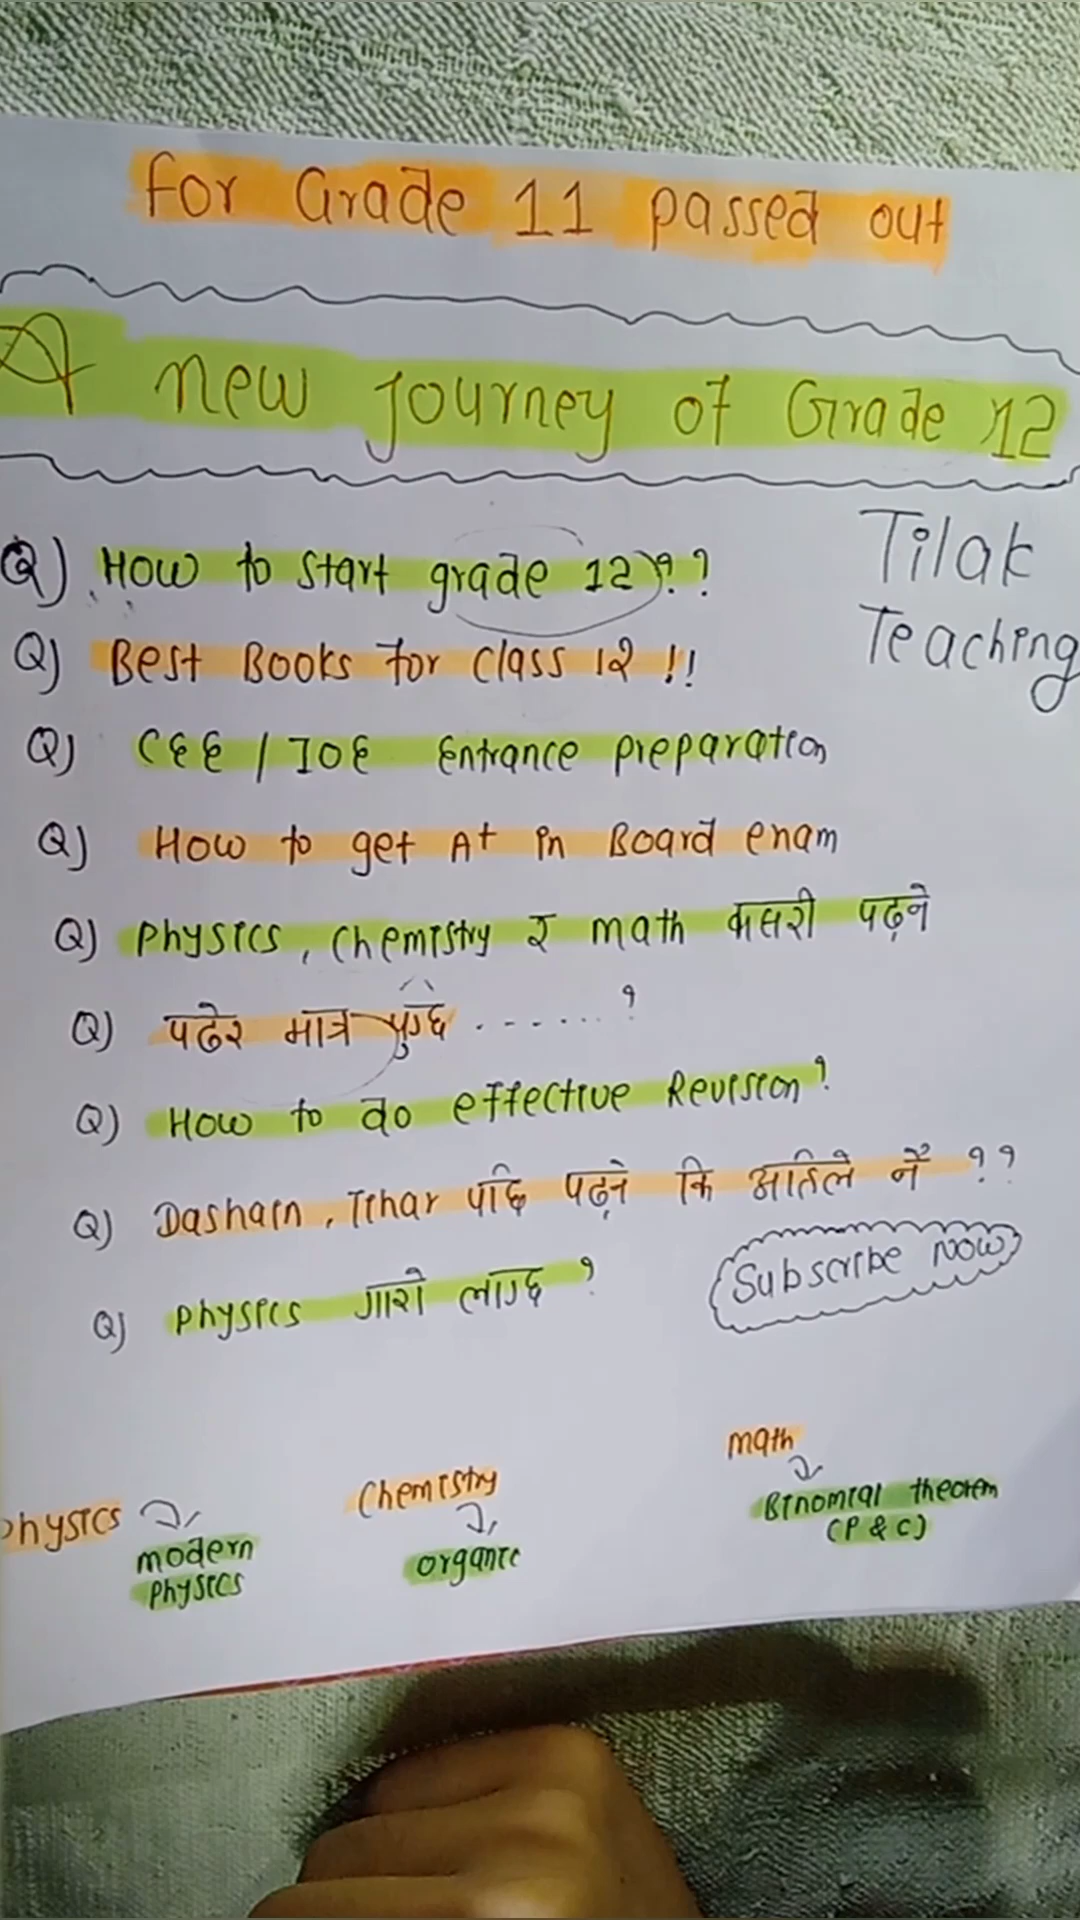 For Grade 11 passed out
A new journey of Grade 12
Tilak
Teaching
Q) How to start grade 12 ??
Q) Best Books for class 12 !!
Q) CEE / IOE Entrance preparation
Q) How to get A+ in Board enam
Q) Physics, Chemistry र math कसरी पढ्ने
Q) पढेर मात्र पुग्छ .......?
Q) How to do effective Revision?
Q) Dashain, Tihar पछि पढ्ने कि अहिले नै ??
Q) Physics गारो लाग्छ ?
Subscribe Now
Physics
modern
Physics
Chemistry
organic
math
Binomial theorem
(P & C)